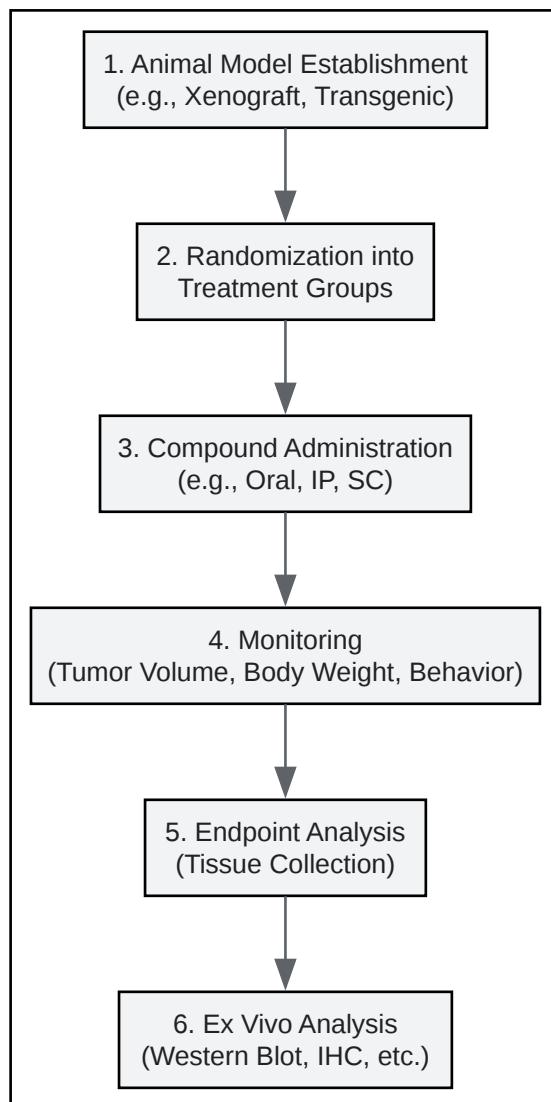 1. Animal Model Establishment
(e.g., Xenograft, Transgenic)
2. Randomization into
Treatment Groups
3. Compound Administration
(e.g., Oral, IP, SC)
4. Monitoring
(Tumor Volume, Body Weight, Behavior)
5. Endpoint Analysis
(Tissue Collection)
6. Ex Vivo Analysis
(Western Blot, IHC, etc.)